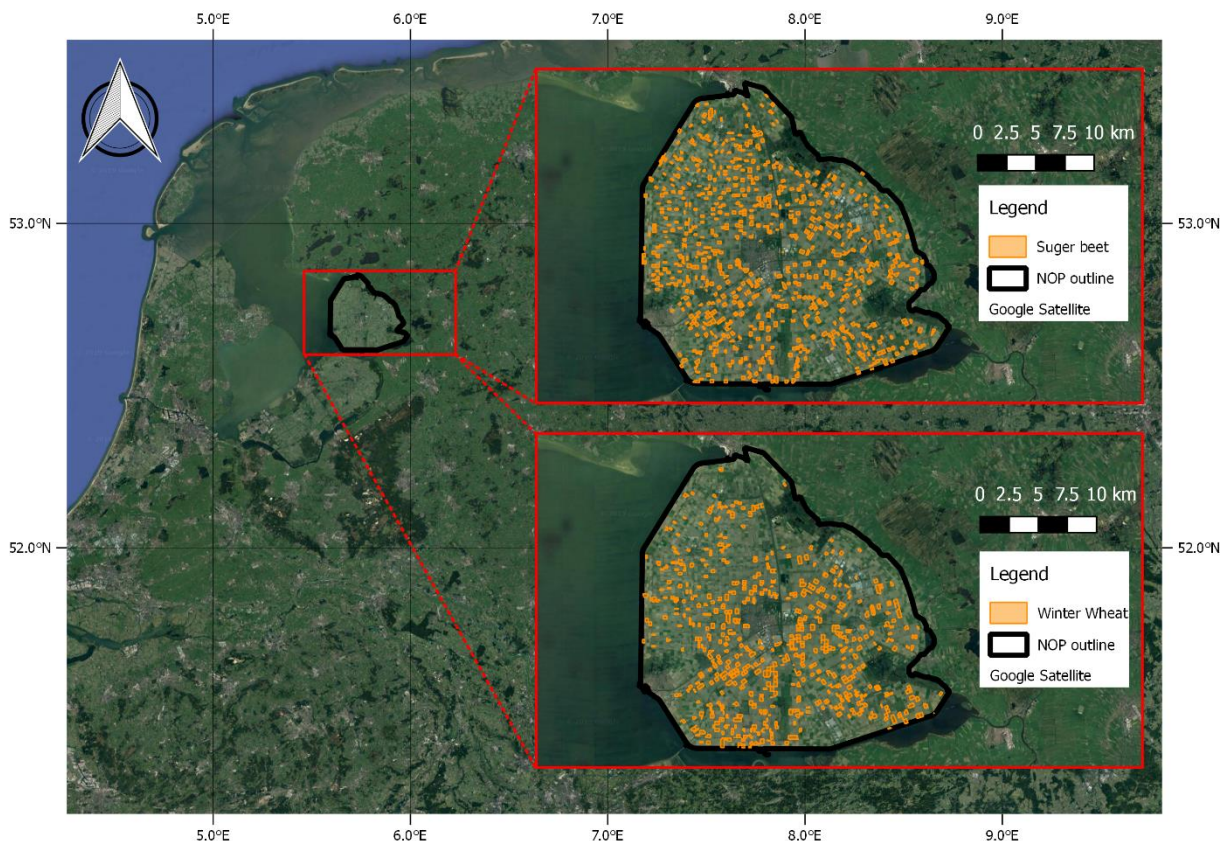 5.0°E 6.0°E 7.0°E 8.0°E 9.0°E
0 2.5 5 7.5 10 km
Legend
Suger beet
NOP outline
Google Satellite
53.0°N 53.0°N
0 2.5 5 7.5 10 km
Legend
Winter Wheat
NOP outline
Google Satellite
52.0°N 52.0°N
5.0°E 6.0°E 7.0°E 8.0°E 9.0°E